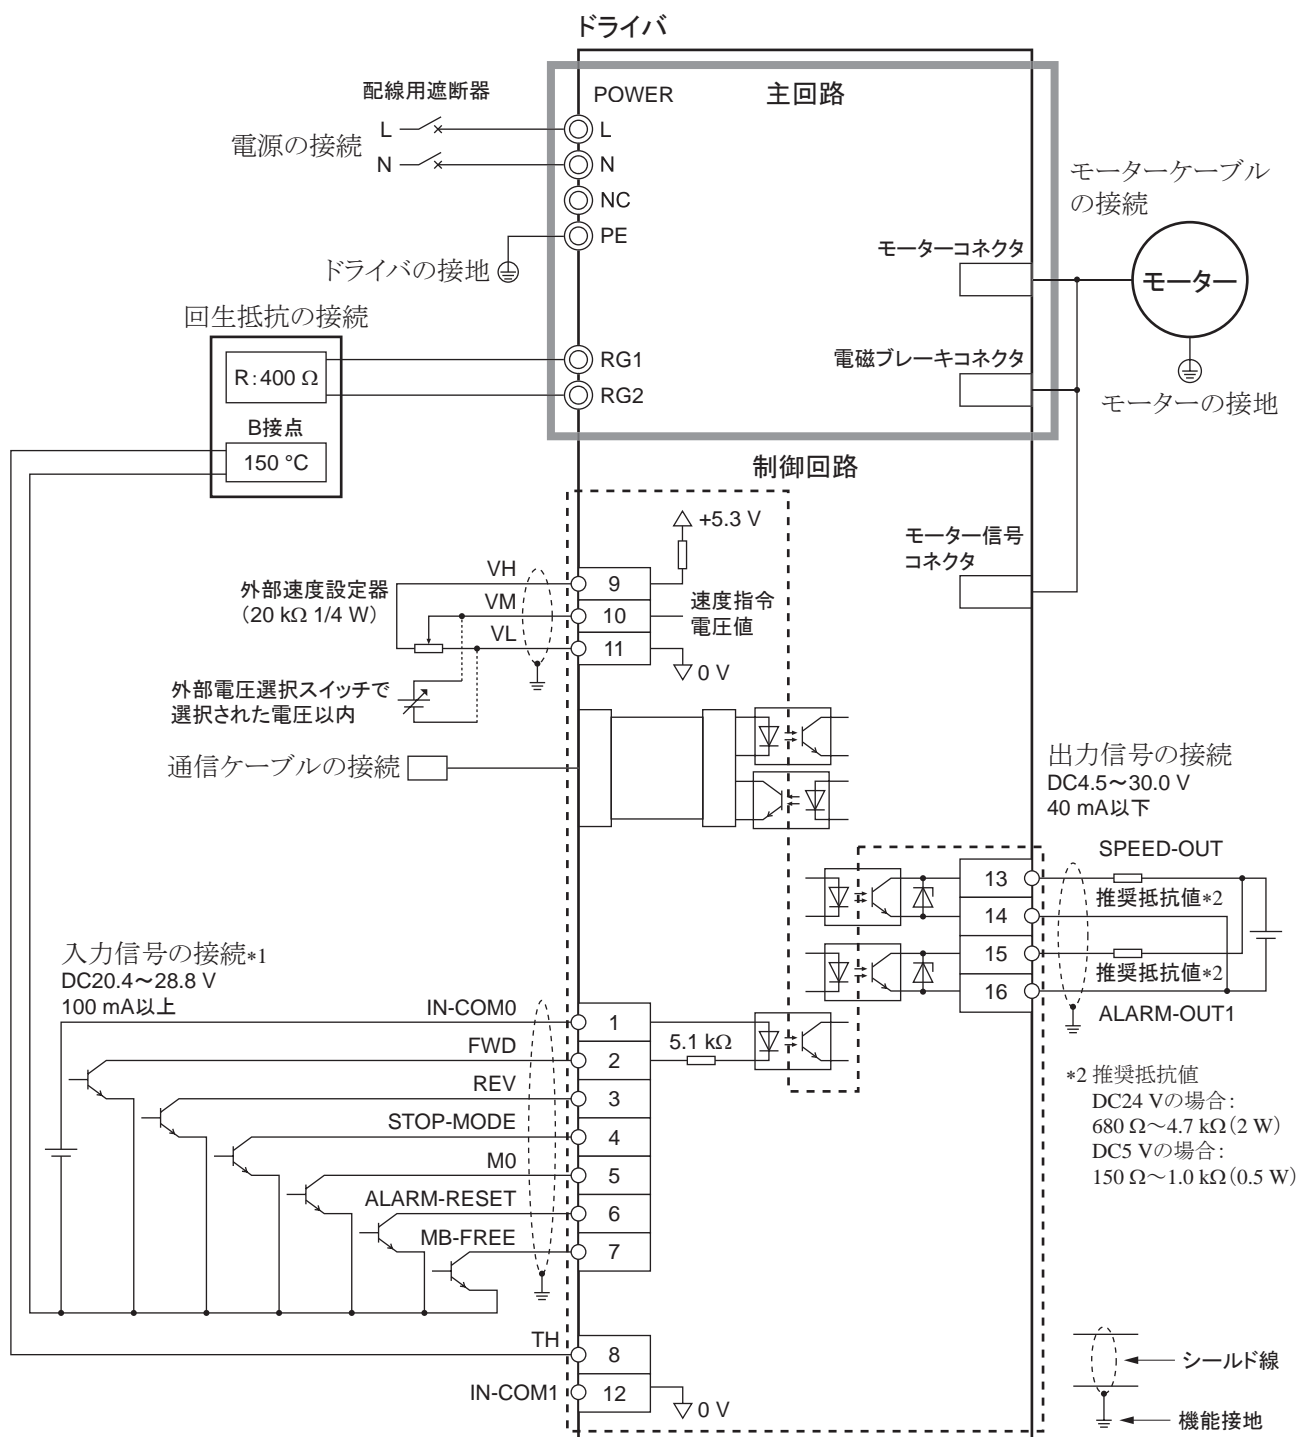 ドライバ
配線用遮断器
POWER
主回路
L
L
電源の接続
N
N
NC
PE
ドライバの接地
モーターケーブル
の接続
モーターコネクタ
モーター
回生抵抗の接続
R:400 Ω
RG1
RG2
電磁ブレーキコネクタ
モーターの接地
B接点
150 °C
制御回路
+5.3 V
モーター信号
コネクタ
外部速度設定器
(20 kΩ 1/4 W)
VH
9
VM
10
速度指令
電圧値
VL
11
0 V
外部電圧選択スイッチで
選択された電圧以内
通信ケーブルの接続
出力信号の接続
DC4.5～30.0 V
40 mA以下
SPEED-OUT
13
推奨抵抗値*2
14
15
推奨抵抗値*2
16
ALARM-OUT1
入力信号の接続*1
DC20.4～28.8 V
100 mA以上
IN-COM0
1
5.1 kΩ
FWD
2
REV
3
STOP-MODE
4
M0
5
ALARM-RESET
6
MB-FREE
7
*2 推奨抵抗値
DC24 Vの場合:
680 Ω～4.7 kΩ(2 W)
DC5 Vの場合:
150 Ω～1.0 kΩ(0.5 W)
TH
8
IN-COM1
12
0 V
シールド線
機能接地